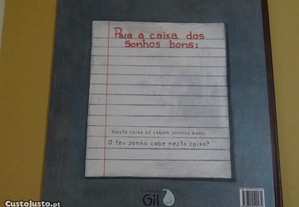 Para a caixa dos
sonhos bons:
Nesta caixa só cabem sonhos bons.
O teu sonho cabe nesta caixa?
Gil
CustoJusto.pt